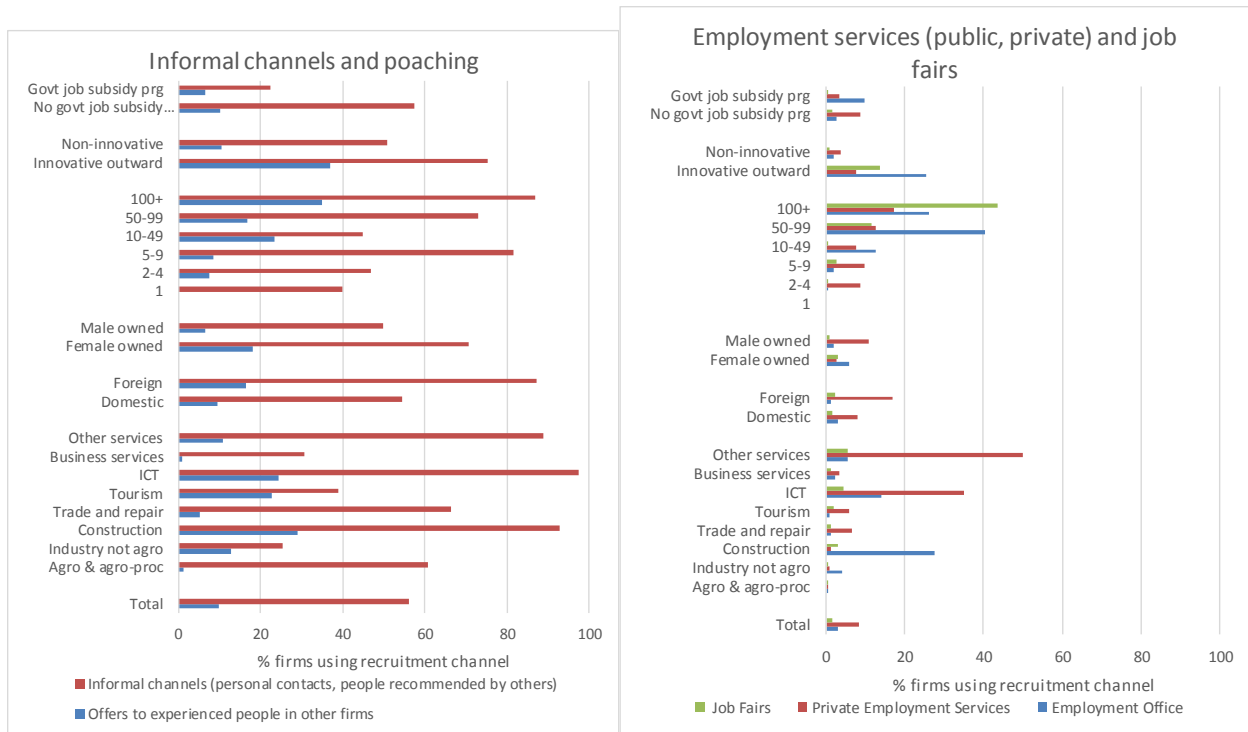 Informal channels and poaching
Govt job subsidy prg
No govt job subsidy...
Non-innovative
Innovative outward
100+
50-99
10-49
5-9
2-4
1
Male owned
Female owned
Foreign
Domestic
Other services
Business services
ICT
Tourism
Trade and repair
Construction
Industry not agro
Agro & agro-proc
Total
0 20 40 60 80 100
% firms using recruitment channel
Informal channels (personal contacts, people recommended by others)
Offers to experienced people in other firms
Employment services (public, private) and job
fairs
Govt job subsidy prg
No govt job subsidy prg
Non-innovative
Innovative outward
100+
50-99
10-49
5-9
2-4
1
Male owned
Female owned
Foreign
Domestic
Other services
Business services
ICT
Tourism
Trade and repair
Construction
Industry not agro
Agro & agro-proc
Total
0 20 40 60 80 100
% firms using recruitment channel
Job Fairs Private Employment Services Employment Office